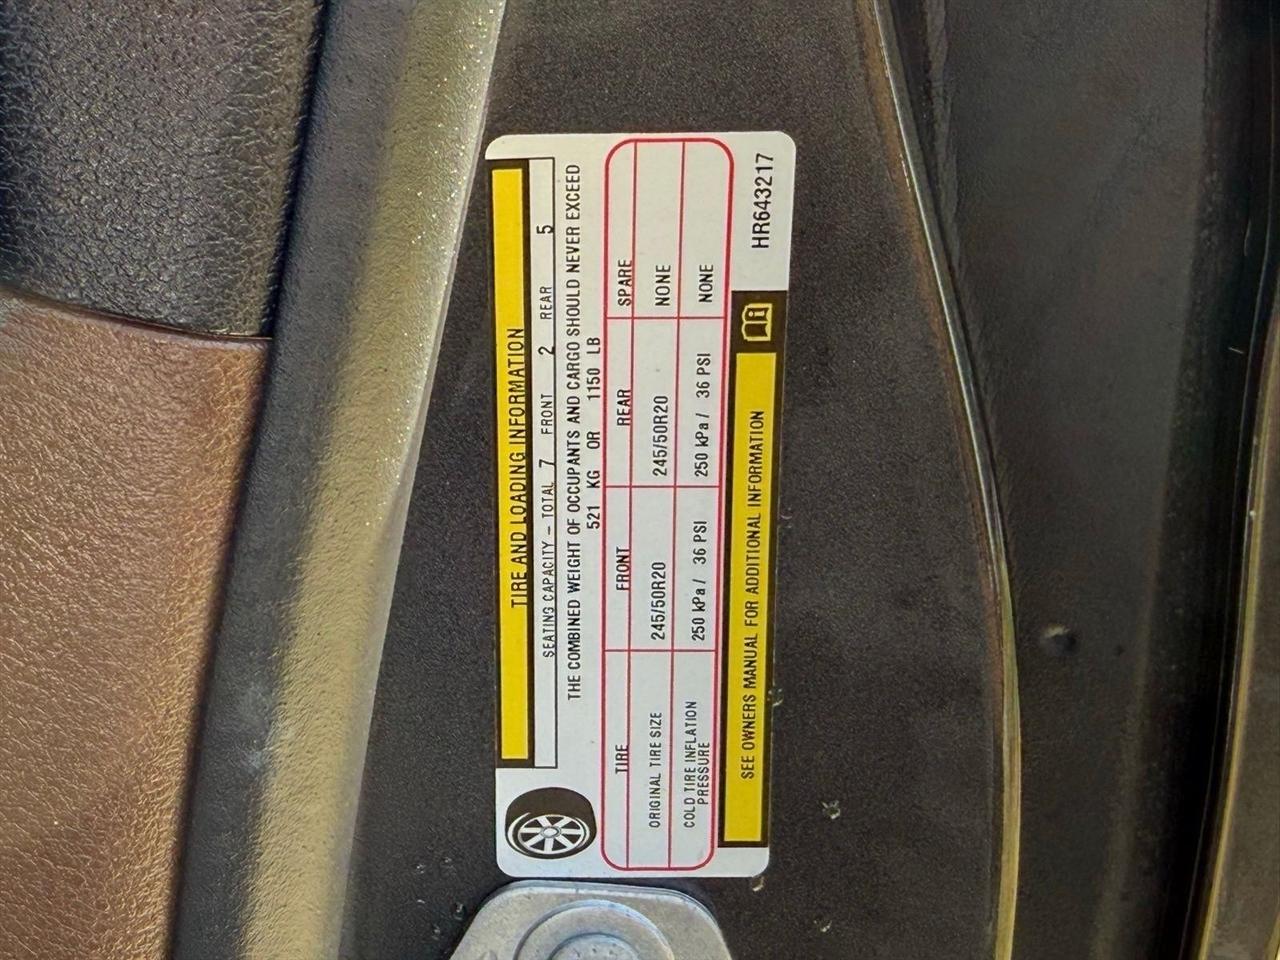 TIRE AND LOADING INFORMATION
SEATING CAPACITY – TOTAL 7 FRONT 2 REAR 5
THE COMBINED WEIGHT OF OCCUPANTS AND CARGO SHOULD NEVER EXCEED
521 KG OR 1150 LB
TIRE FRONT REAR SPARE
ORIGINAL TIRE SIZE 245/50R20 245/50R20 NONE
COLD TIRE INFLATION PRESSURE 250 kPa / 36 PSI 250 kPa / 36 PSI NONE
SEE OWNERS MANUAL FOR ADDITIONAL INFORMATION
HR643217